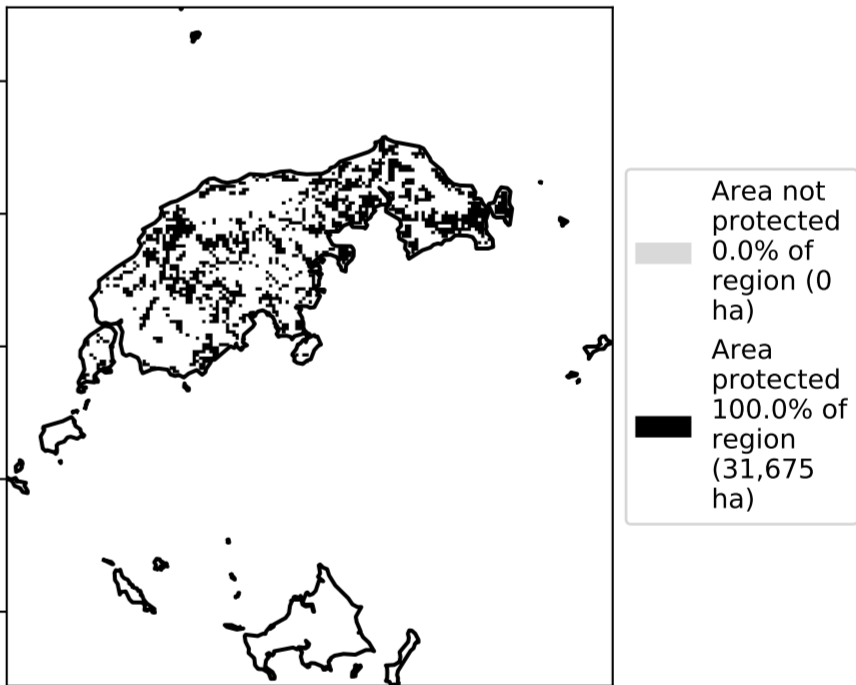 Area not
protected
0.0% of
region (0
ha)
Area
protected
100.0% of
region
(31,675
ha)